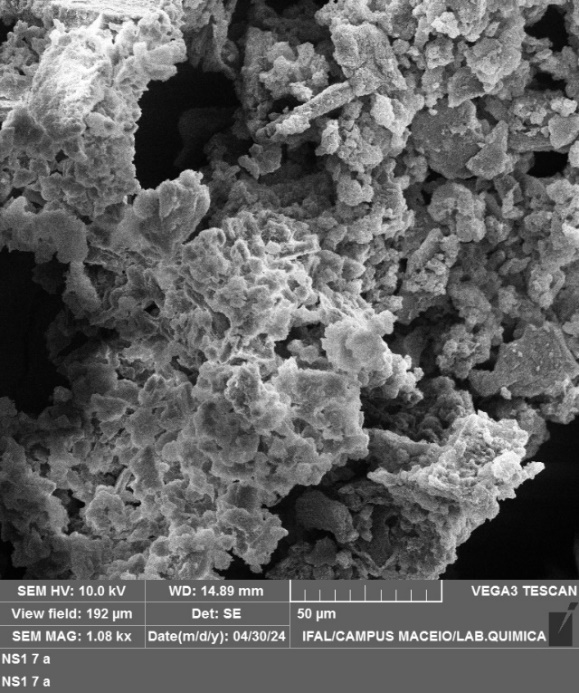 SEM HV: 10.0 kV WD: 14.89 mm VEGA3 TESCAN
View field: 192 µm Det: SE 50 µm
SEM MAG: 1.08 kx Date(m/d/y): 04/30/24 IFAL/CAMPUS MACEIO/LAB.QUIMICA
NS1 7 a
NS1 7 a